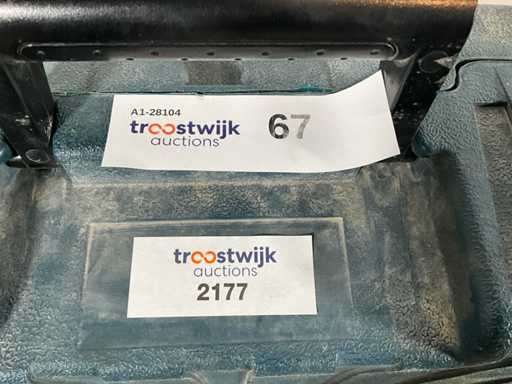 A1-28104
troostwijk 67
auctions
troostwijk
auctions
2177